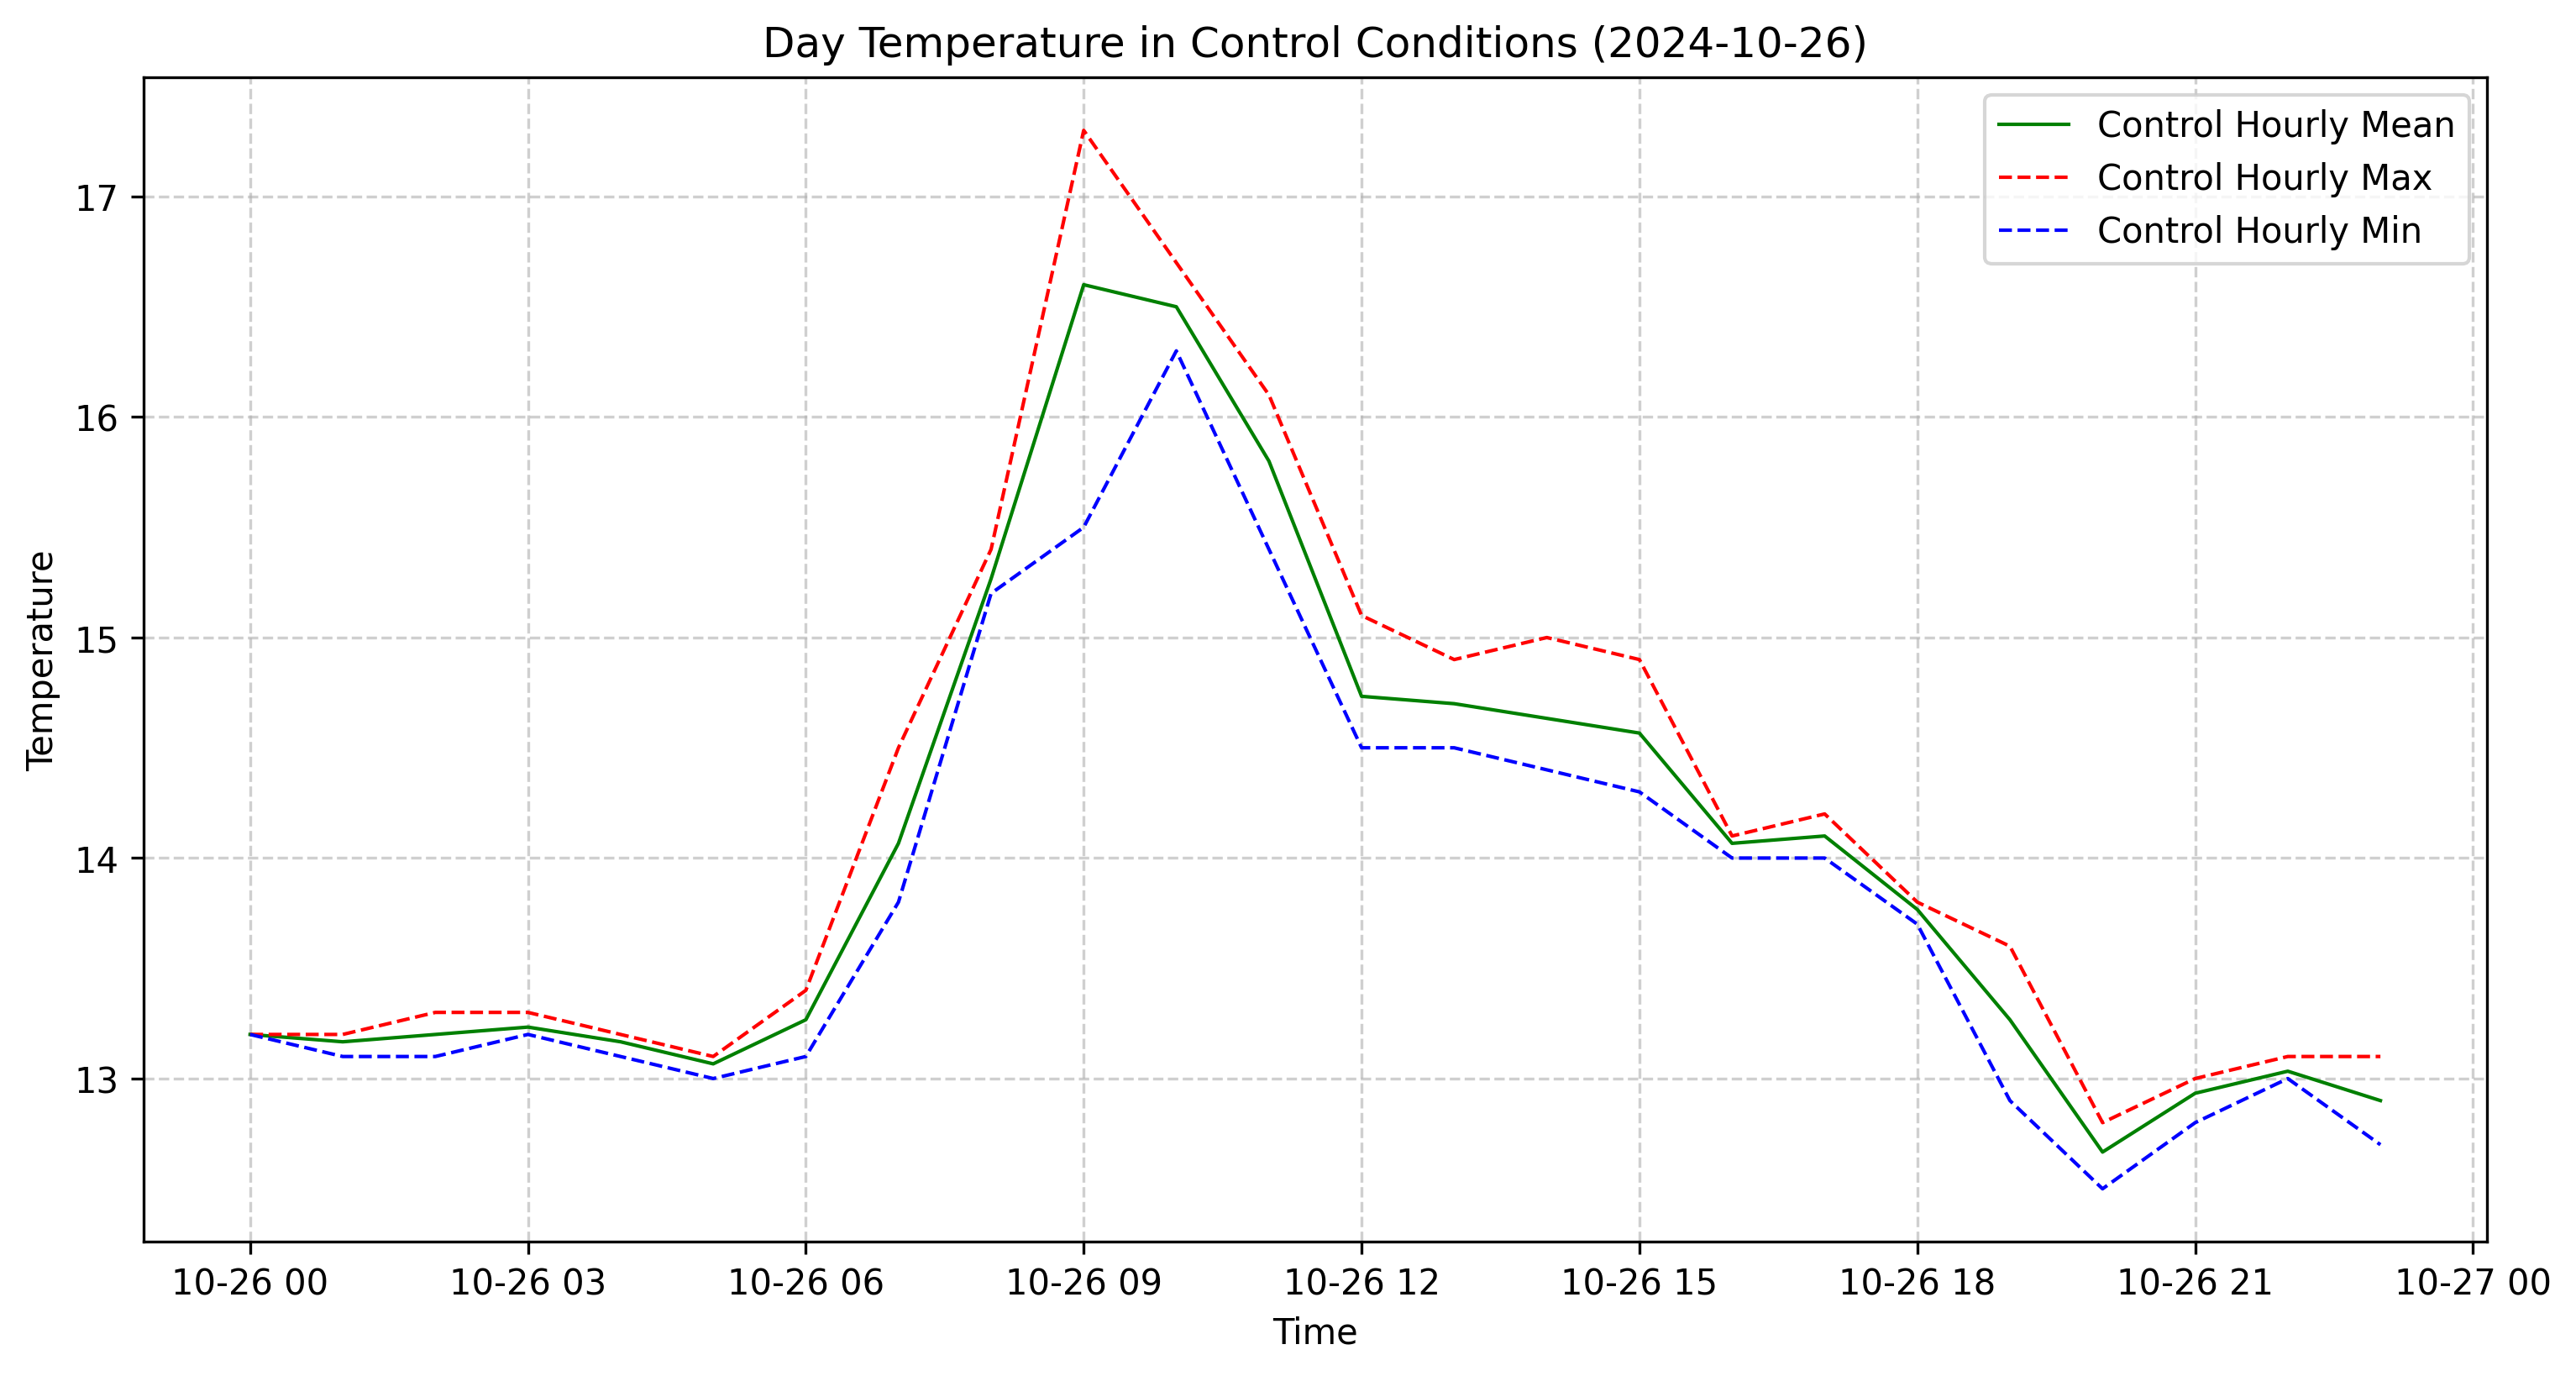 Day Temperature in Control Conditions (2024-10-26)
Control Hourly Mean
Control Hourly Max
Control Hourly Min
17
16
15
14
13
Temperature
10-26 00
10-26 03
10-26 06
10-26 09
10-26 12
10-26 15
10-26 18
10-26 21
10-27 00
Time